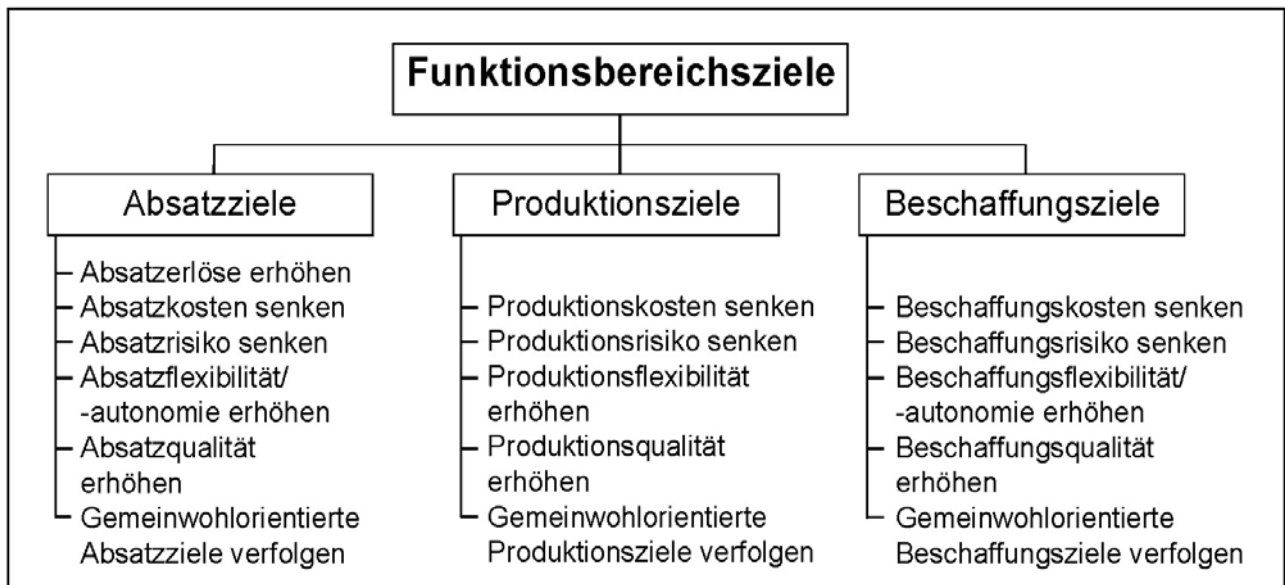 Funktionsbereichsziele
Absatzziele
Absatzerlöse erhöhen
Absatzkosten senken
Absatzrisiko senken
Absatzflexibilität/
-autonomie erhöhen
Absatzqualität
erhöhen
Gemeinwohlorientierte
Absatzziele verfolgen
Produktionsziele
Produktionskosten senken
Produktionsrisiko senken
Produktionsflexibilität
erhöhen
Produktionsqualität
erhöhen
Gemeinwohlorientierte
Produktionsziele verfolgen
Beschaffungsziele
Beschaffungskosten senken
Beschaffungsrisiko senken
Beschaffungsflexibilität/
-autonomie erhöhen
Beschaffungsqualität
erhöhen
Gemeinwohlorientierte
Beschaffungsziele verfolgen